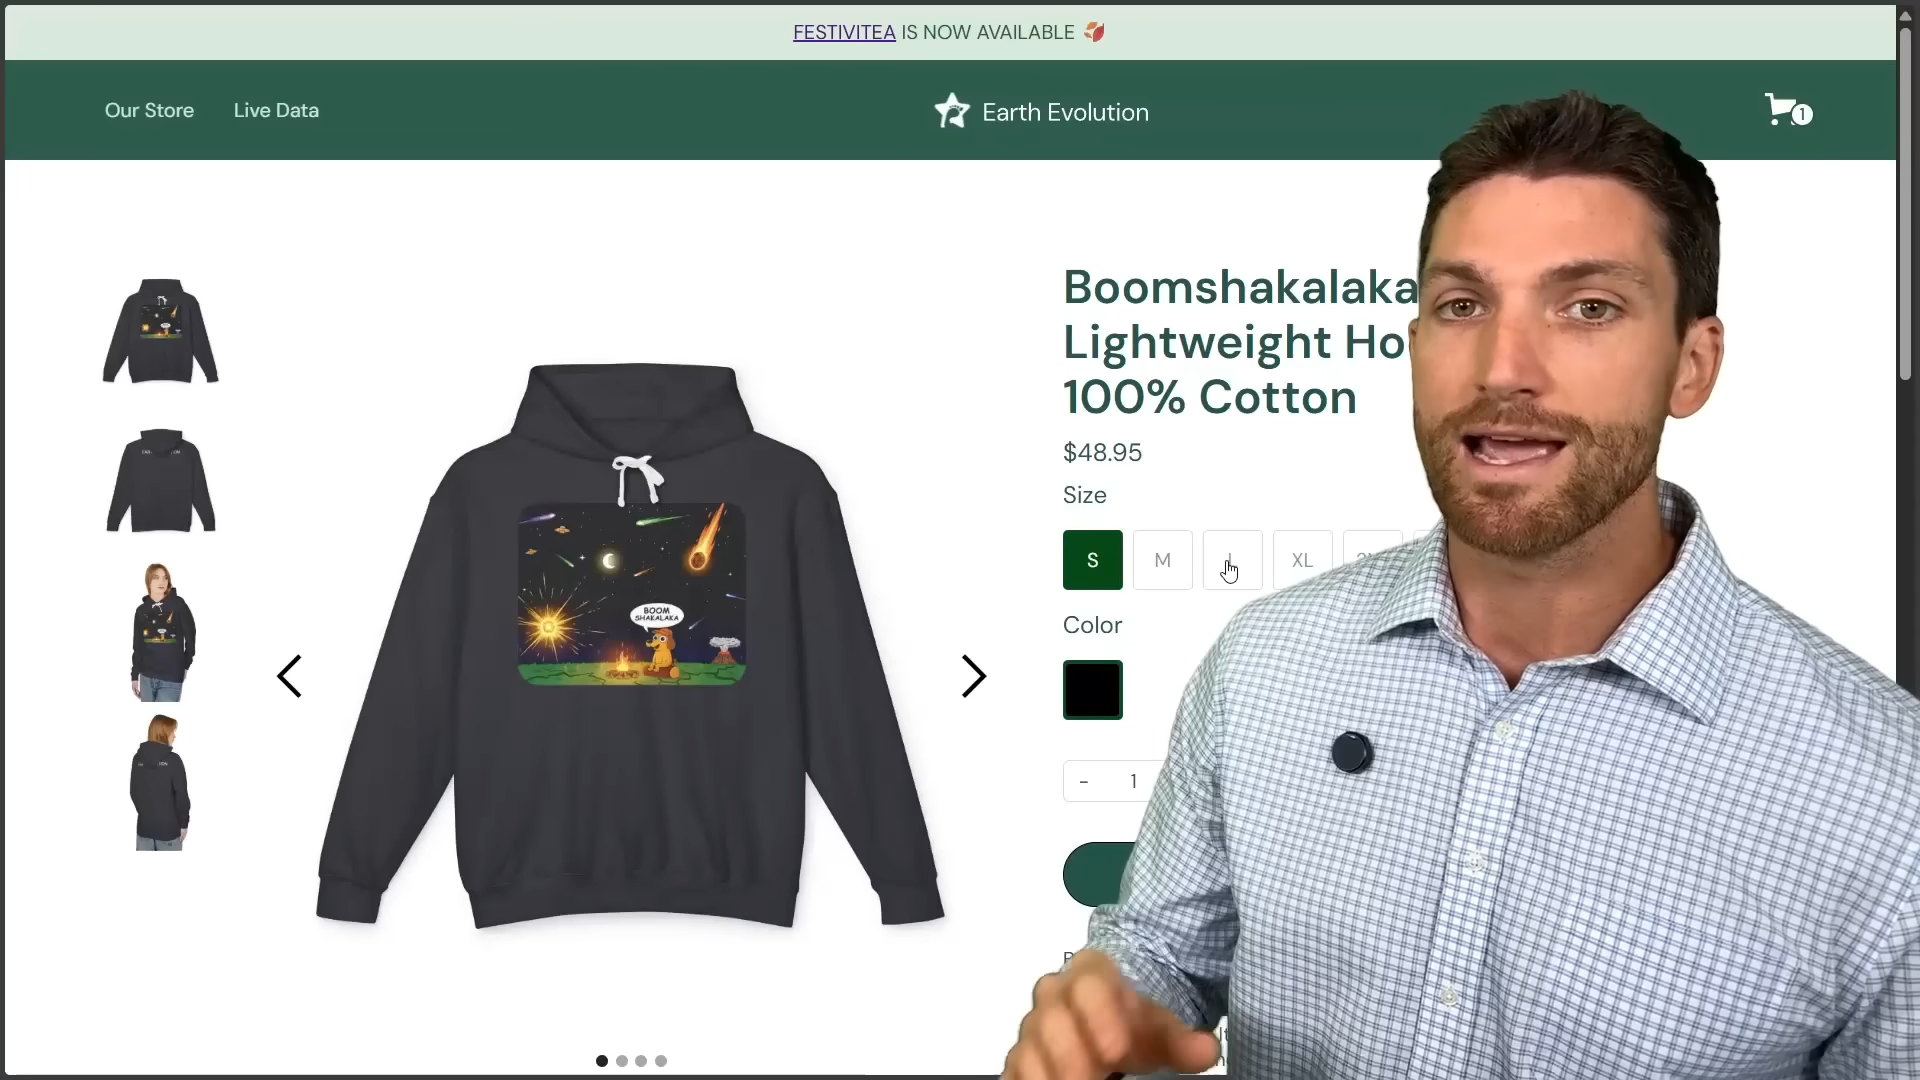 FESTIVITEA IS NOW AVAILABLE
Our Store
Live Data
Earth Evolution
1
Boomshakalaka
Lightweight
100% Cotton
$48.95
Size
S
M
XL
Color
- 1
BOOM
SHAKALAKA